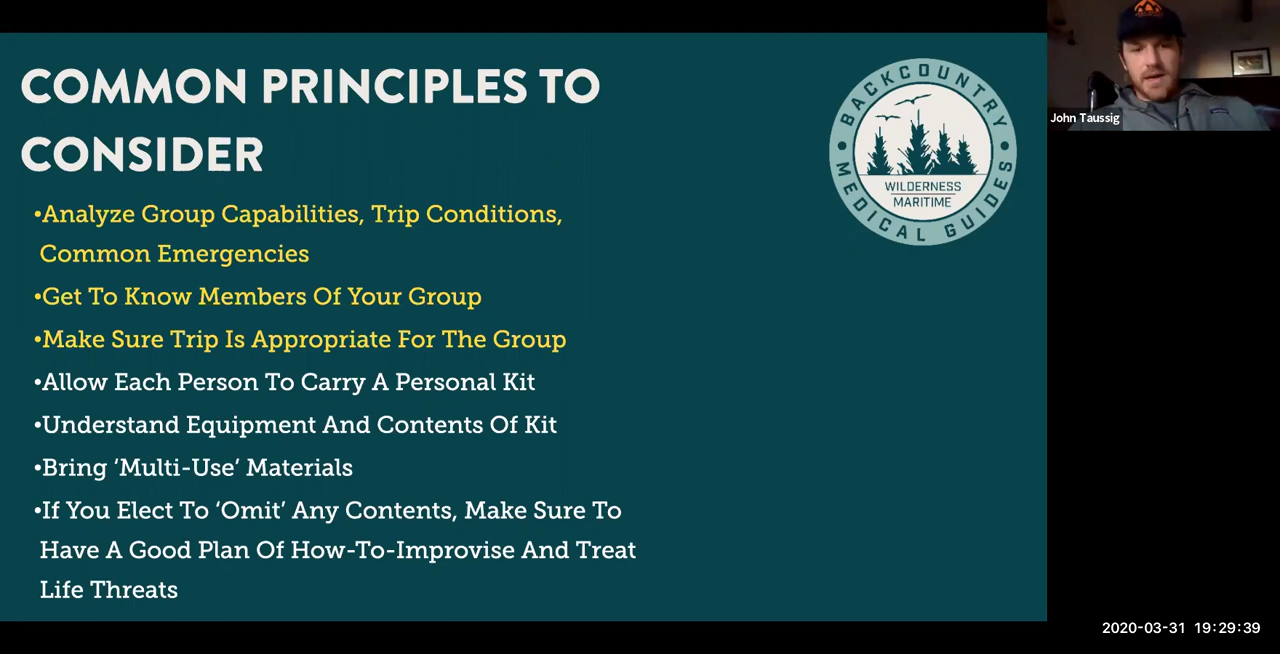 COMMON PRINCIPLES TO
CONSIDER
•Analyze Group Capabilities, Trip Conditions,
Common Emergencies
•Get To Know Members Of Your Group
•Make Sure Trip Is Appropriate For The Group
•Allow Each Person To Carry A Personal Kit
•Understand Equipment And Contents Of Kit
•Bring ‘Multi-Use’ Materials
•If You Elect To ‘Omit’ Any Contents, Make Sure To
Have A Good Plan Of How-To-Improvise And Treat
Life Threats
BACKCOUNTRY
WILDERNESS
MARITIME
MEDICAL GUIDES
John Taussig
2020-03-31 19:29:39